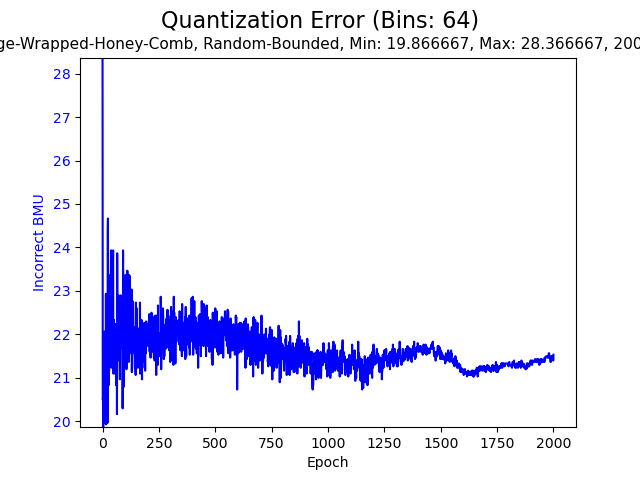 Quantization Error (Bins: 64)
ge-Wrapped-Honey-Comb, Random-Bounded, Min: 19.866667, Max: 28.366667, 200
28
27
26
25
24
23
22
21
20
Incorrect BMU
0 250 500 750 1000 1250 1500 1750 2000
Epoch